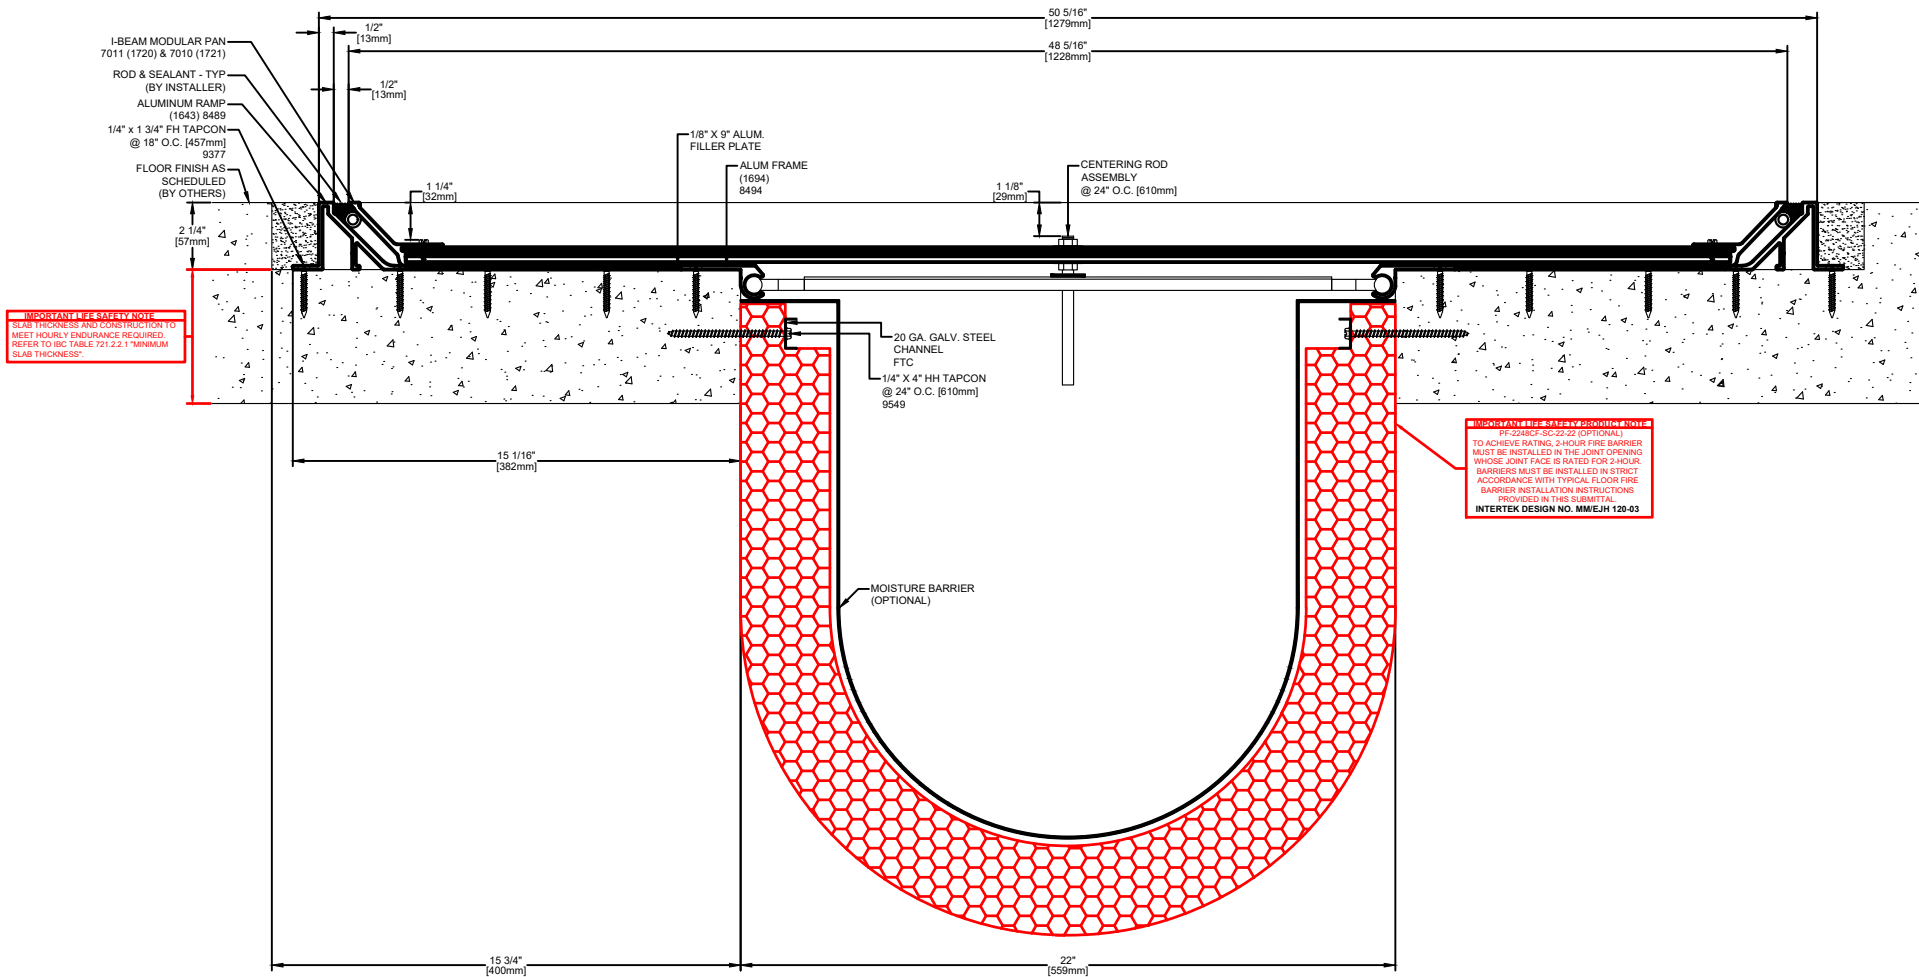 50 5/16"
[1279mm]
1/2"
[13mm]
48 5/16"
[1228mm]
I-BEAM MODULAR PAN
7011 (1720) & 7010 (1721)
ROD & SEALANT - TYP
(BY INSTALLER)
1/2"
[13mm]
ALUMINUM RAMP
(1643) 8489
1/4" x 1 3/4" FH TAPCON
@ 18" O.C. [457mm]
9377
FLOOR FINISH AS
SCHEDULED
(BY OTHERS)
1/8" X 9" ALUM.
FILLER PLATE
ALUM FRAME
(1694)
8494
CENTERING ROD
ASSEMBLY
@ 24" O.C. [610mm]
1 1/4"
[32mm]
1 1/8"
[29mm]
2 1/4"
[57mm]
IMPORTANT LIFE SAFETY NOTE
SLAB THICKNESS AND CONSTRUCTION TO
MEET HOURLY ENDURANCE REQUIRED.
REFER TO IBC TABLE 721.2.2.1 "MINIMUM
SLAB THICKNESS".
20 GA. GALV. STEEL
CHANNEL
FTC
1/4" X 4" HH TAPCON
@ 24" O.C. [610mm]
9549
IMPORTANT LIFE SAFETY PRODUCT NOTE
PF-2248CF-SC-22-22 (OPTIONAL)
TO ACHIEVE RATING, 2-HOUR FIRE BARRIER
MUST BE INSTALLED IN THE JOINT OPENING
WHOSE JOINT FACE IS RATED FOR 2-HOUR.
BARRIERS MUST BE INSTALLED IN STRICT
ACCORDANCE WITH TYPICAL FLOOR FIRE
BARRIER INSTALLATION INSTRUCTIONS
PROVIDED IN THIS SUBMITTAL.
INTERTEK DESIGN NO. MM/EJH 120-03
15 1/16"
[382mm]
MOISTURE BARRIER
(OPTIONAL)
15 3/4"
[400mm]
22"
[559mm]